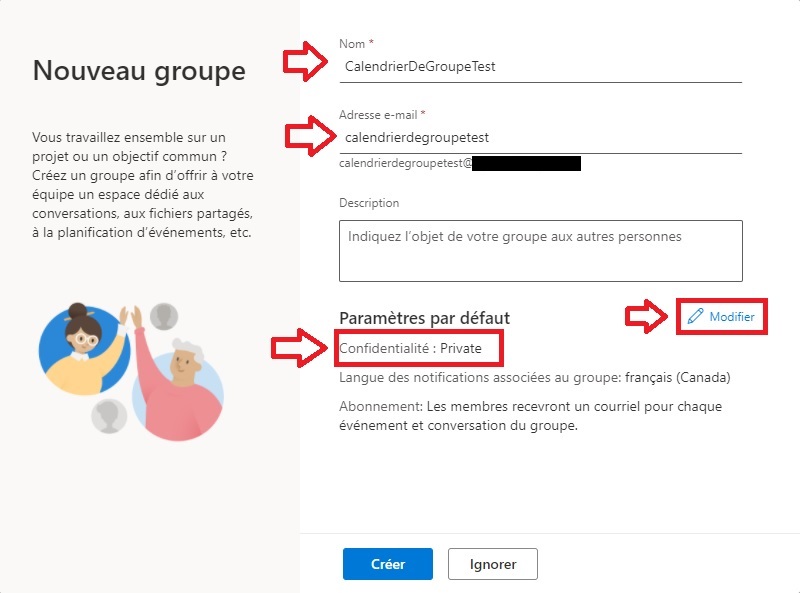 Nouveau groupe
Vous travaillez ensemble sur un
projet ou un objectif commun ?
Créez un groupe afin d'offrir à votre
équipe un espace dédié aux
conversations, aux fichiers partagés,
à la planification d'événements, etc.
Nom *
CalendrierDeGroupeTest
Adresse e-mail *
calendrierdegroupetest
calendrierdegroupetest@
Description
Indiquez l'objet de votre groupe aux autres personnes
Paramètres par défaut
Modifier
Confidentialité : Private
Langue des notifications associées au groupe: français (Canada)
Abonnement: Les membres recevront un courriel pour chaque
événement et conversation du groupe.
Créer
Ignorer